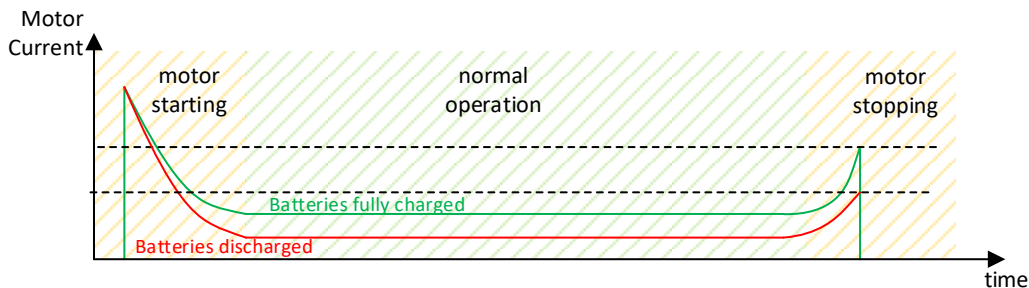 Motor
Current
motor
starting
normal
operation
motor
stopping
Batteries fully charged
Batteries discharged
time